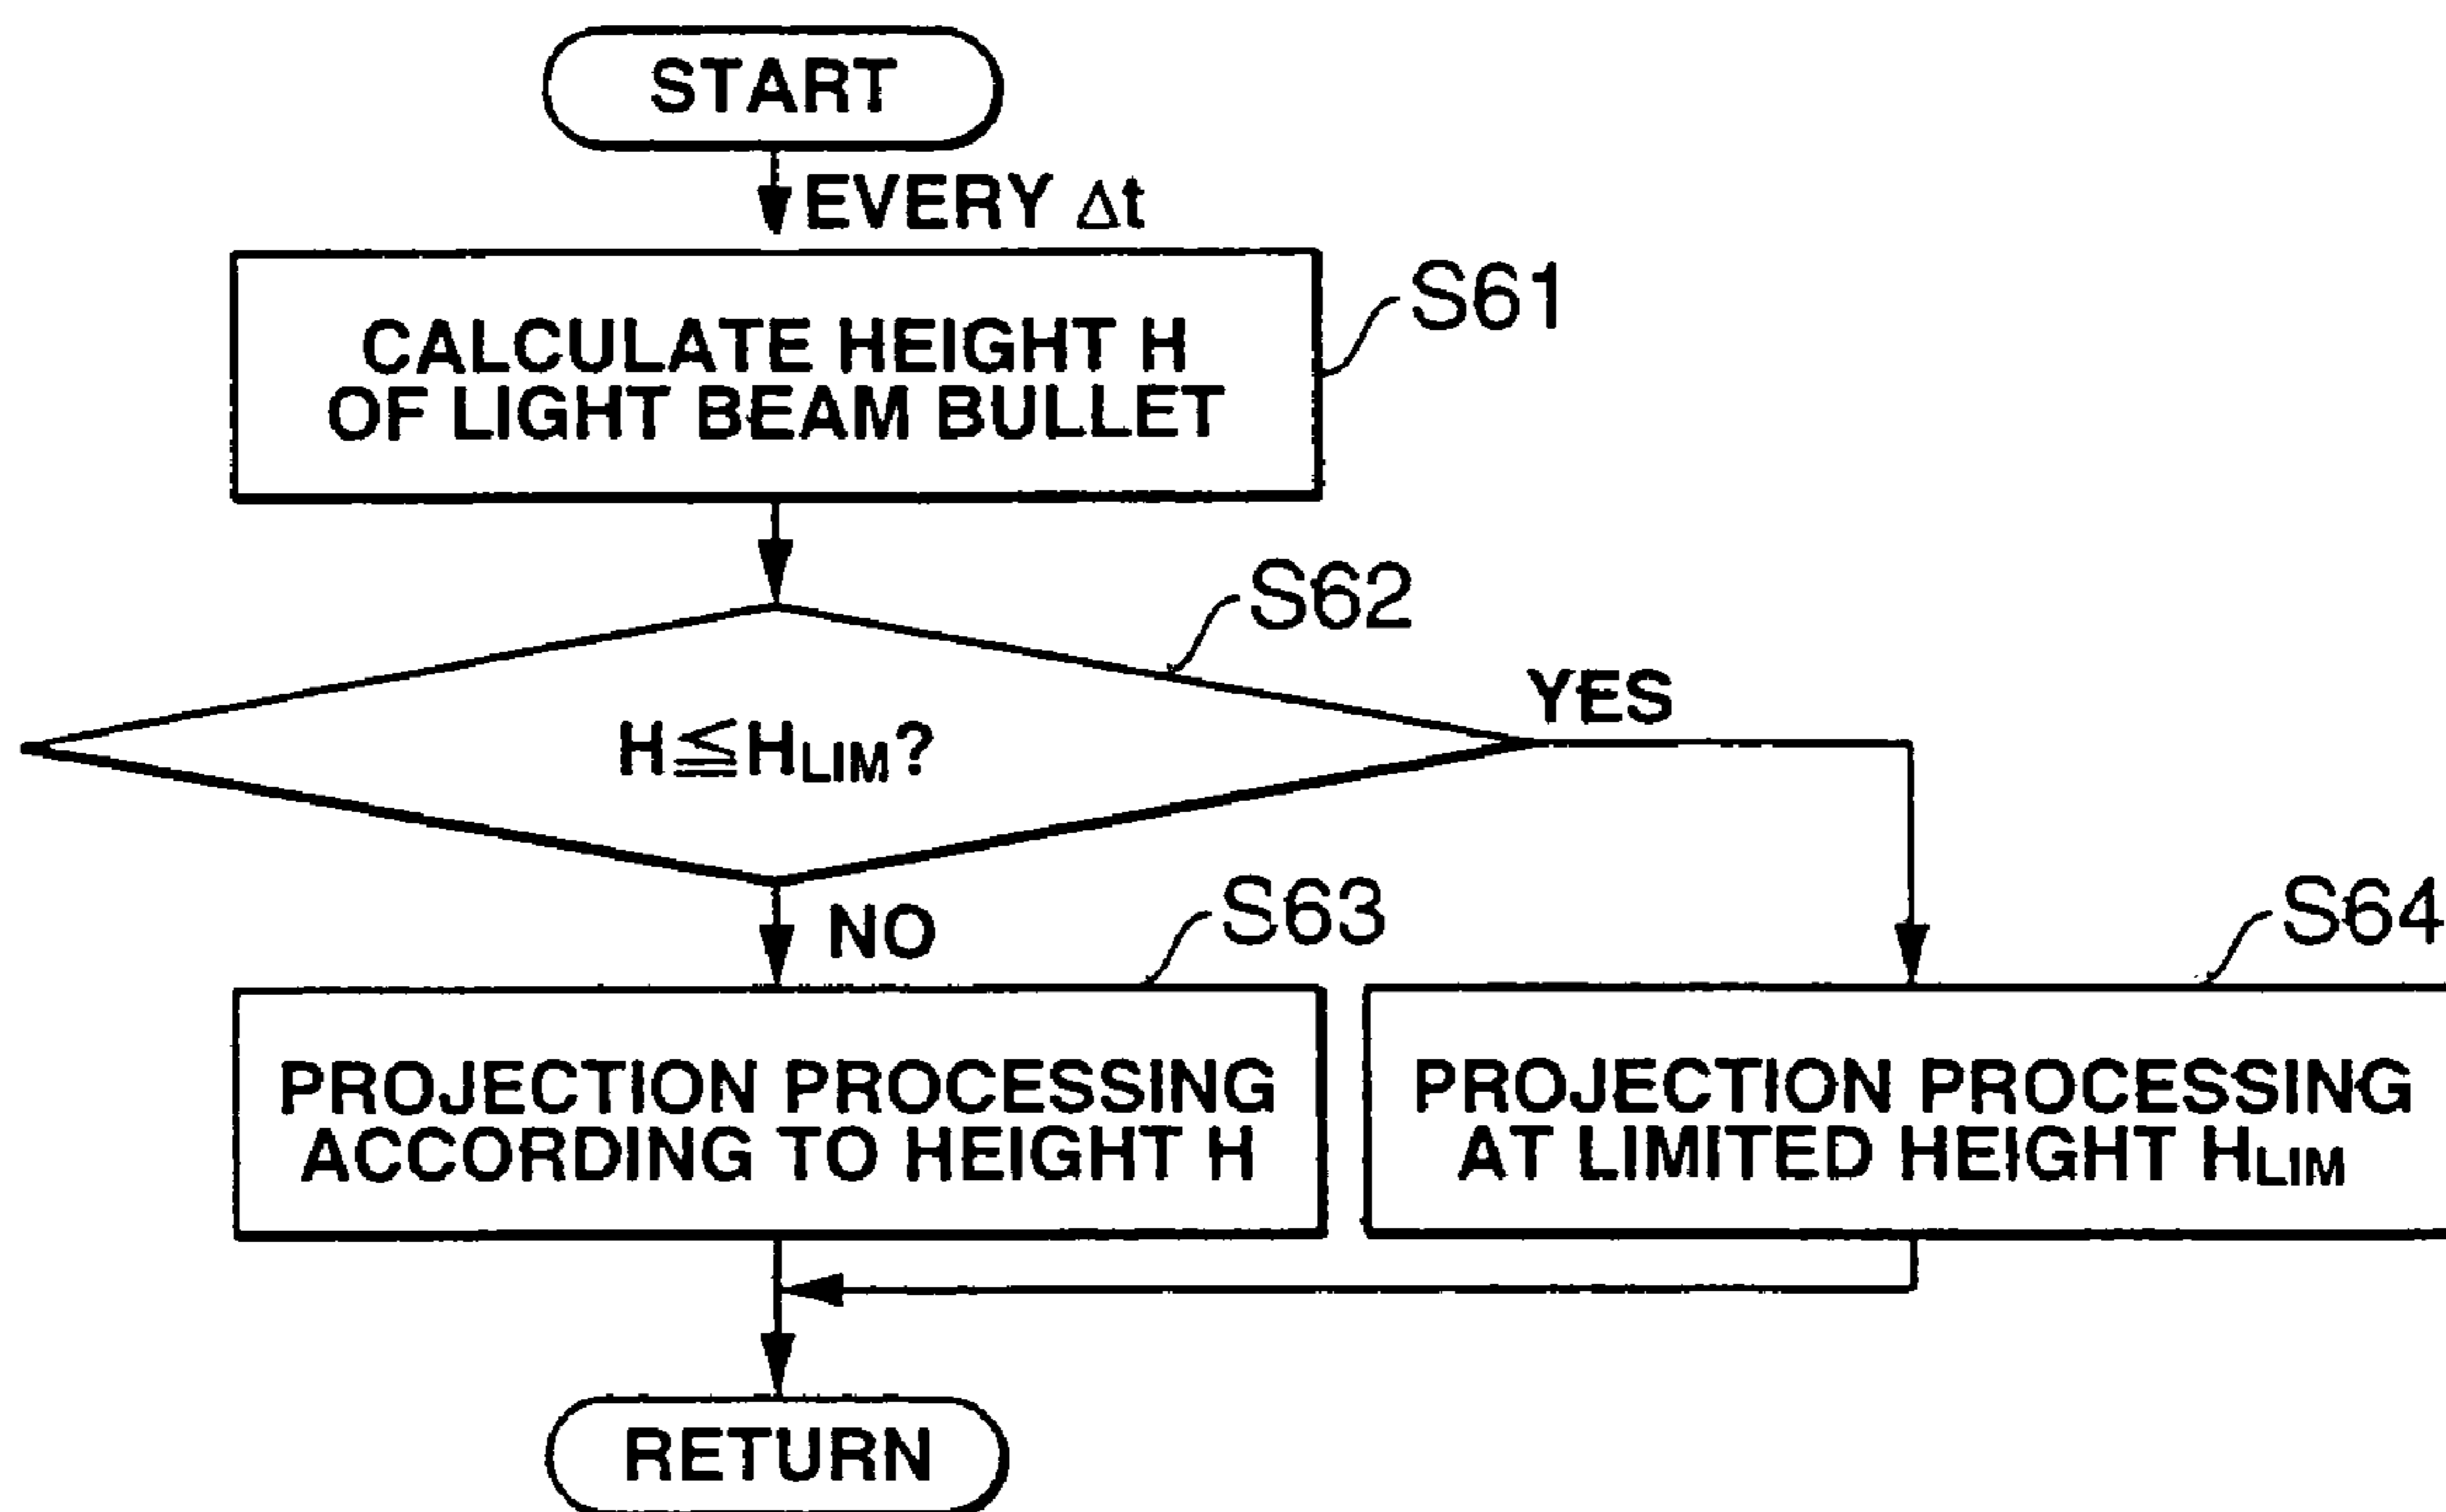 START
EVERY Δt
S61
CALCULATE HEIGHT H
OF LIGHT BEAM BULLET
S62
YES
H≦HLIM?
NO
S63
S64
PROJECTION PROCESSING
ACCORDING TO HEIGHT H
PROJECTION PROCESSING
AT LIMITED HEIGHT HLIM
RETURN